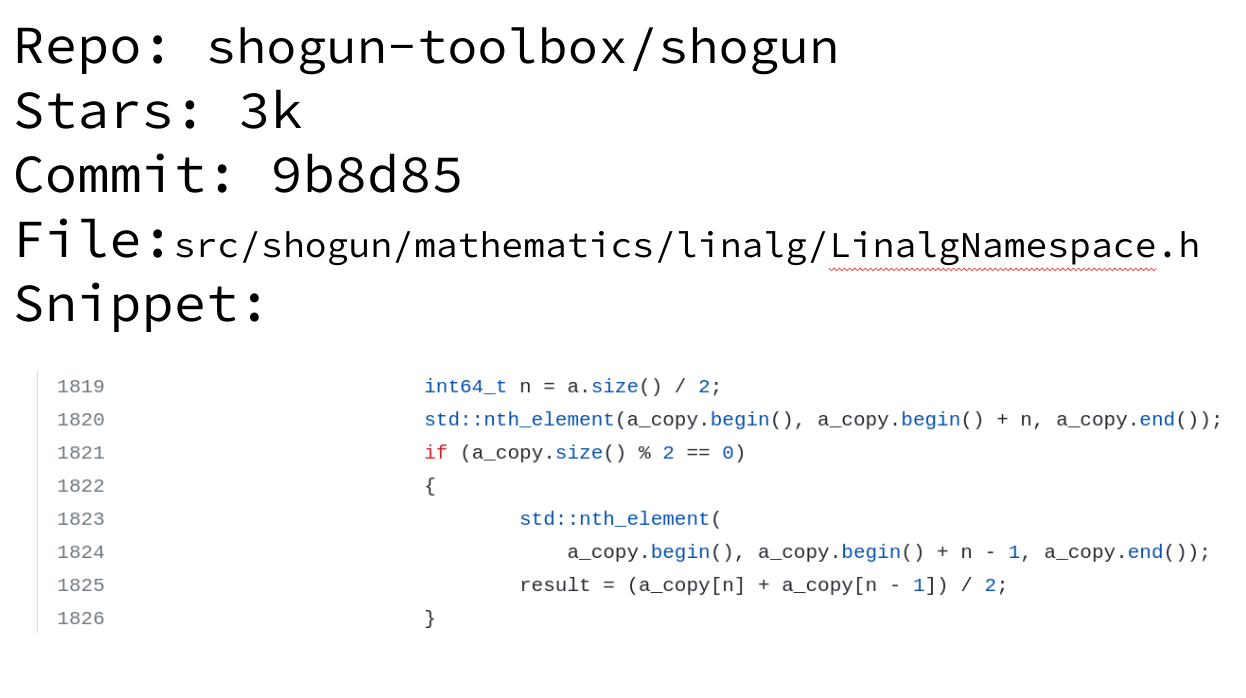 Repo: shogun-toolbox/shogun
Stars: 3k
Commit: 9b8d85
File:src/shogun/mathematics/linalg/LinalgNamespace.h
Snippet:
1819 int64_t n = a.size() / 2;
1820 std::nth_element(a_copy.begin(), a_copy.begin() + n, a_copy.end());
1821 if (a_copy.size() % 2 == 0)
1822 {
1823 std::nth_element(
1824 a_copy.begin(), a_copy.begin() + n - 1, a_copy.end());
1825 result = (a_copy[n] + a_copy[n - 1]) / 2;
1826 }